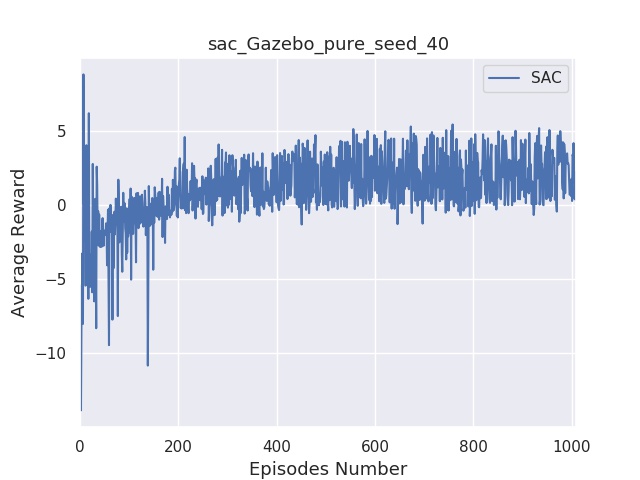 sac_Gazebo_pure_seed_40
SAC
Average Reward
5
0
−5
−10
0 200 400 600 800 1000
Episodes Number